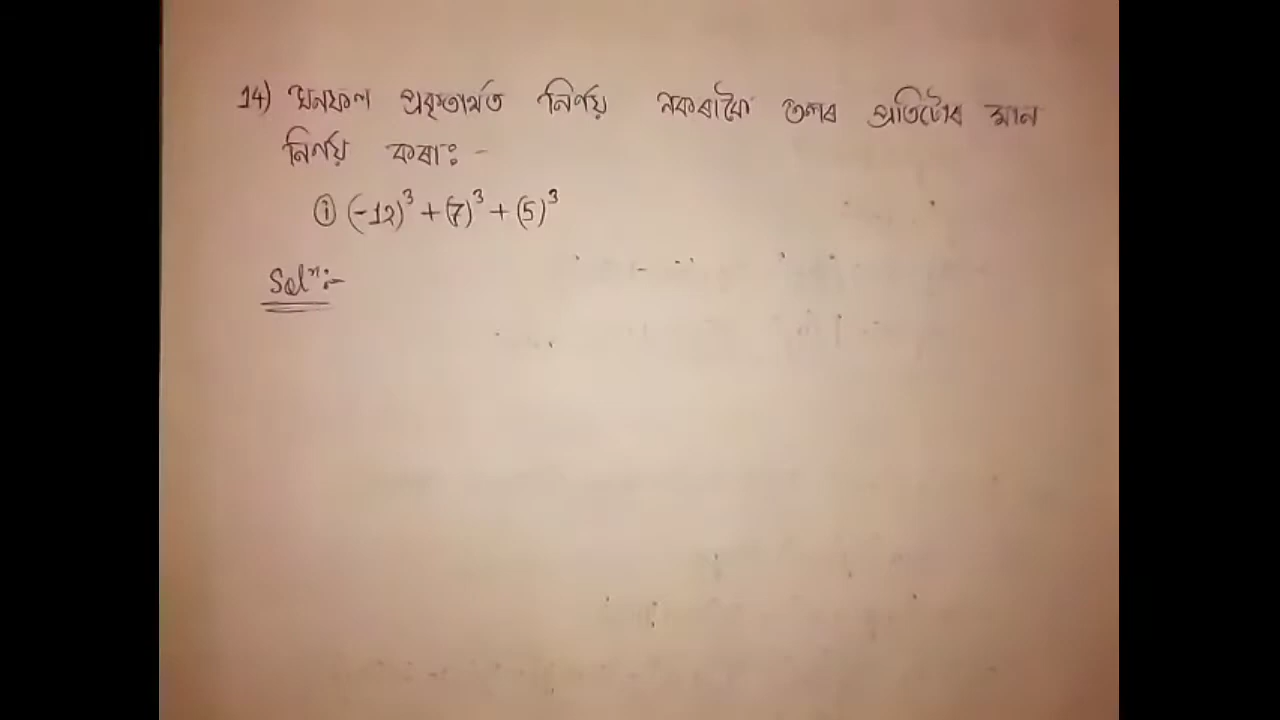 14) ঘনফল প্ৰকৃতাৰ্থত নিৰ্ণয় নকৰাকৈ তলৰ প্ৰতিটোৰ মান
নিৰ্ণয় কৰাঃ-
(i) (-12)³ + (7)³ + (5)³
Solⁿ:-